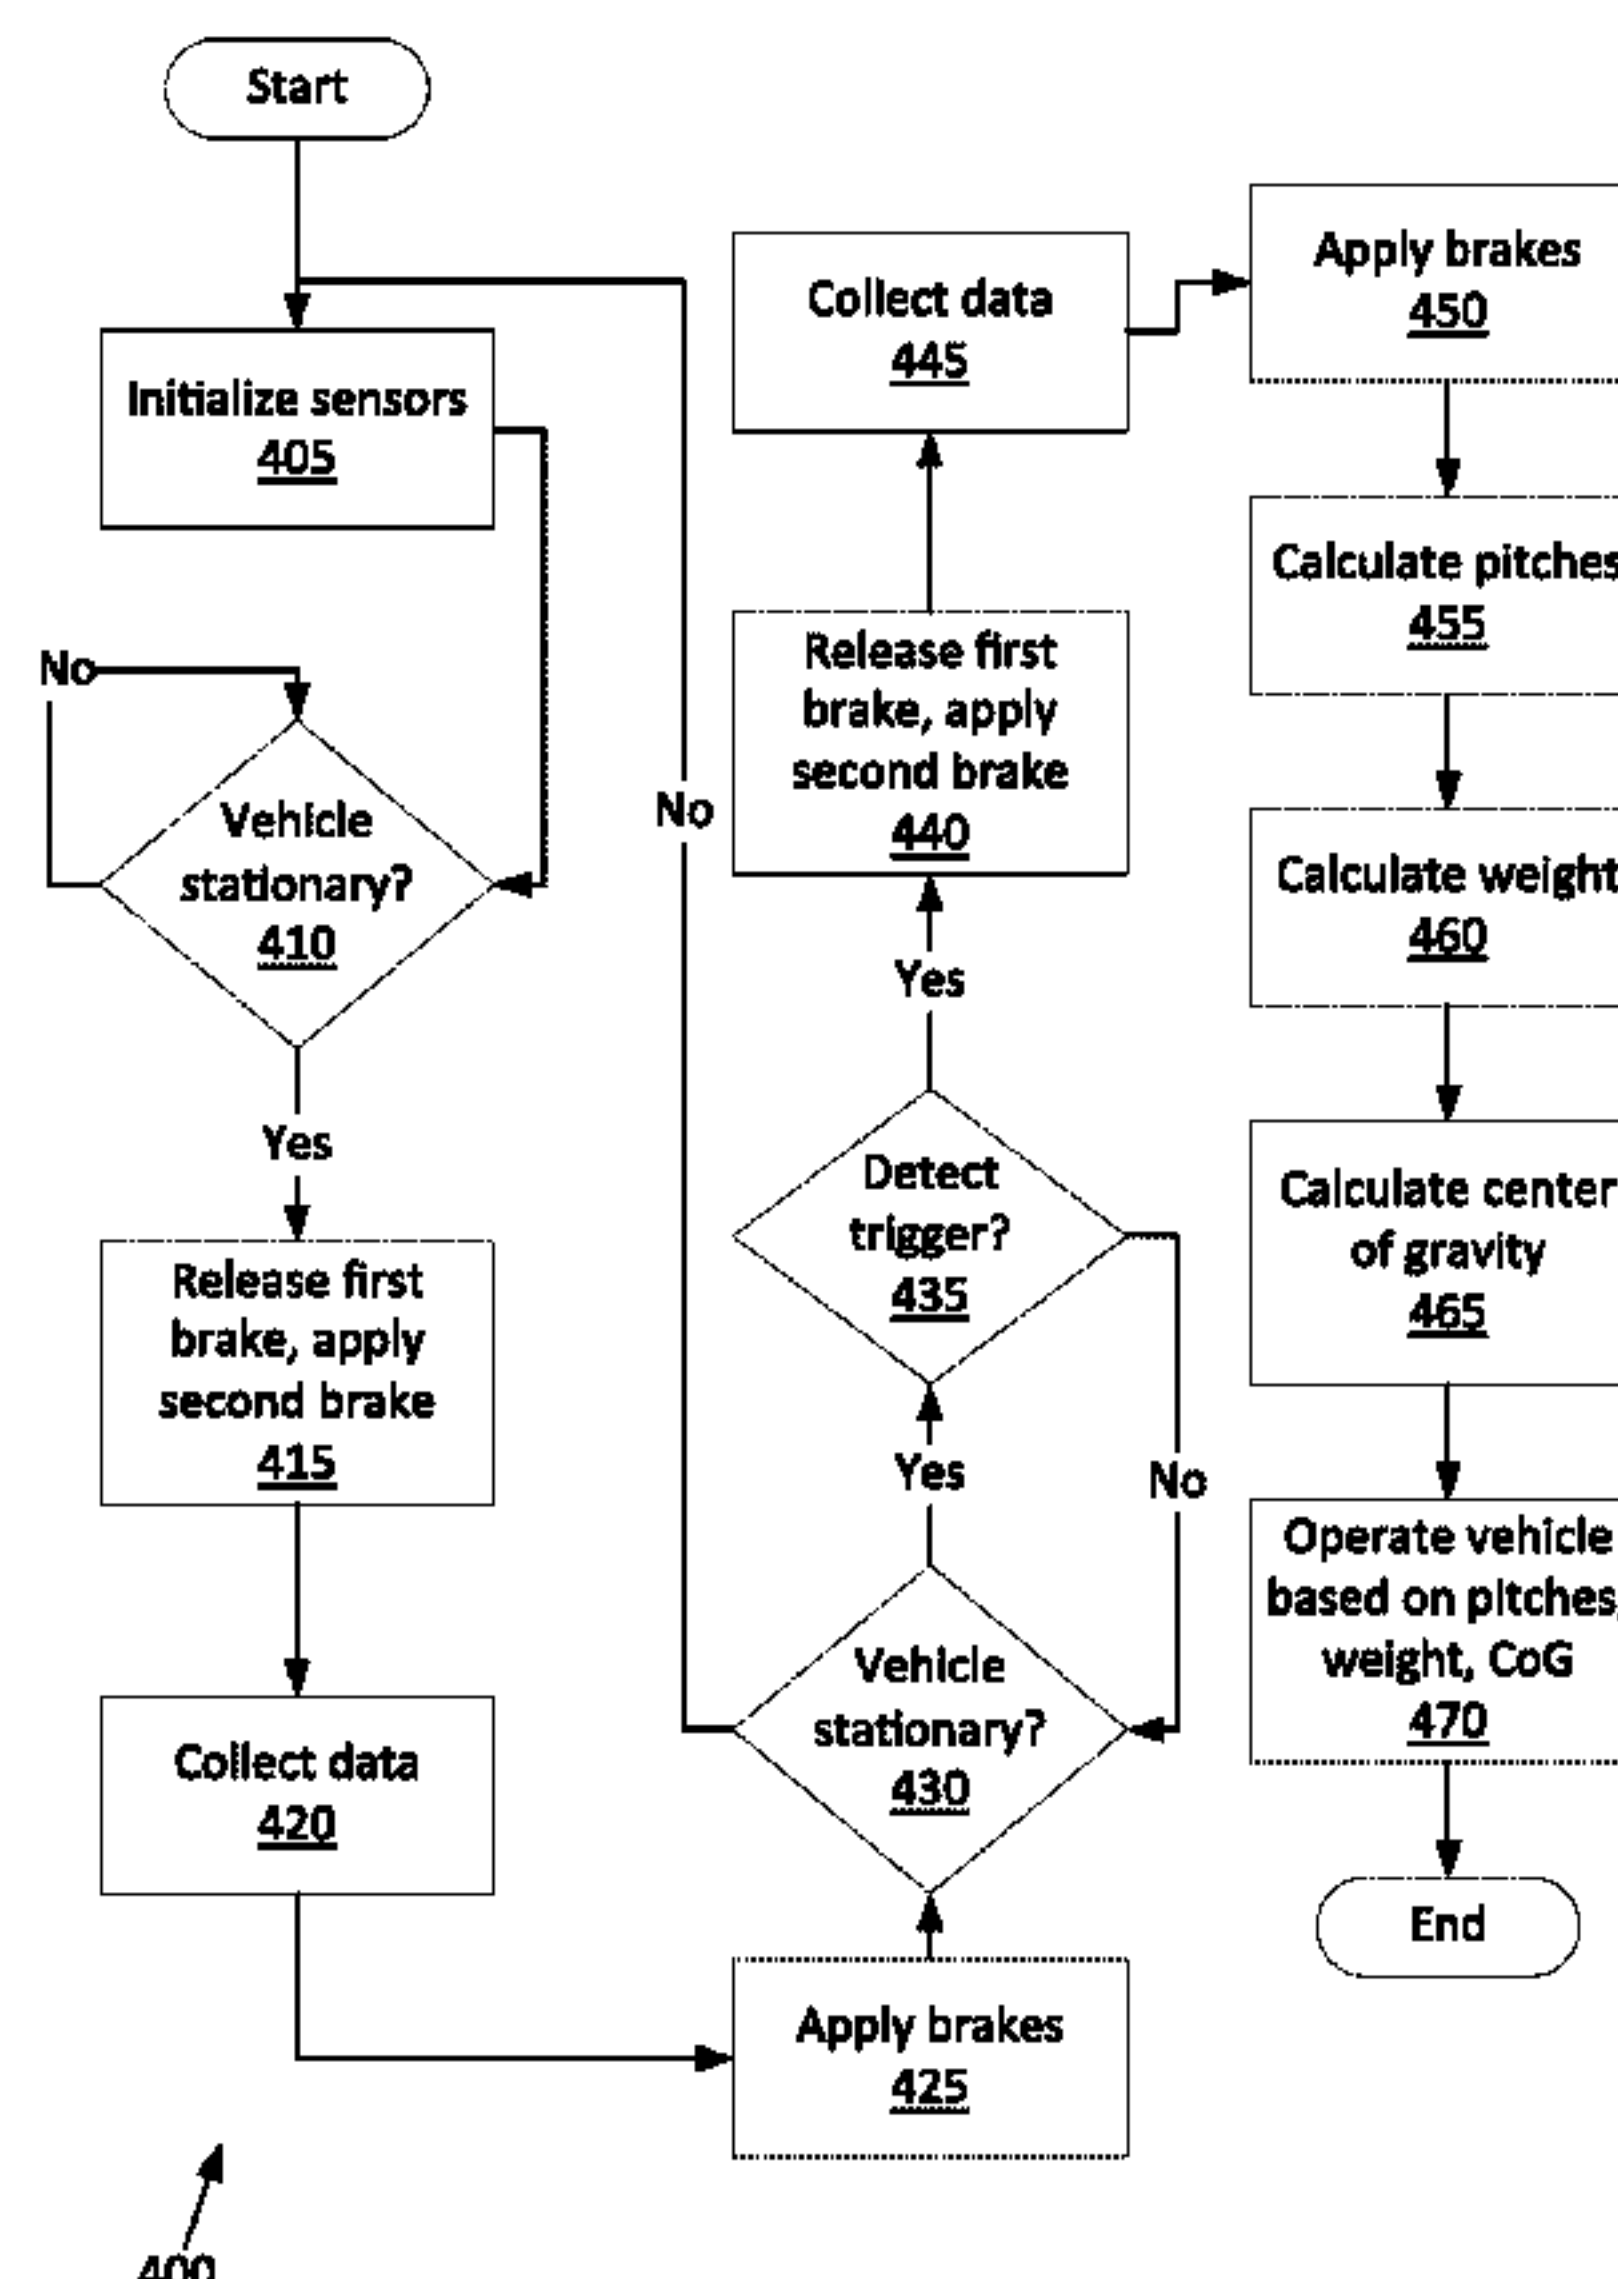 Start
Initialize sensors
405
No
Vehicle
stationary?
410
Yes
Release first
brake, apply
second brake
415
Collect data
420
Apply brakes
425
Vehicle
stationary?
430
No
Yes
Detect
trigger?
435
No
Yes
Release first
brake, apply
second brake
440
Collect data
445
Apply brakes
450
Calculate pitches
455
Calculate weight
460
Calculate center
of gravity
465
Operate vehicle
based on pitches,
weight, CoG
470
End
400